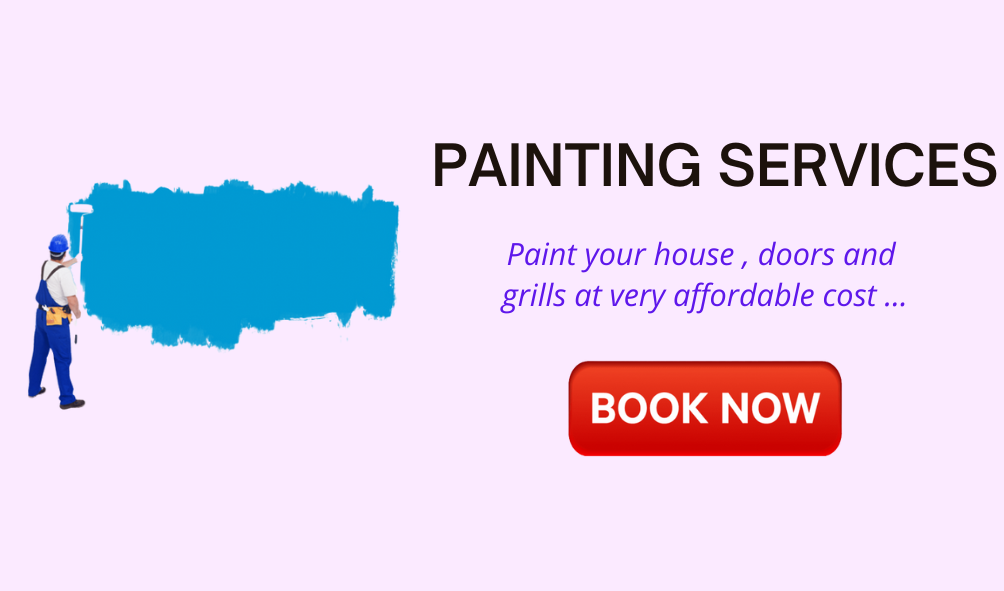 PAINTING SERVICES
Paint your house , doors and
grills at very affordable cost ...
BOOK NOW